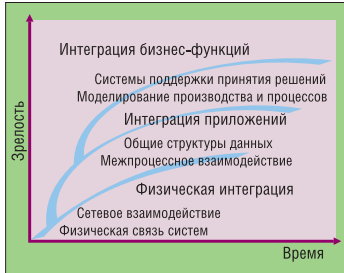 Интеграция бизнес-функций
Системы поддержки принятия решений
Моделирование производства и процессов
Интеграция приложений
Общие структуры данных
Межпроцессное взаимодействие
Физическая интеграция
Сетевое взаимодействие
Физическая связь систем
Зрелость
Время